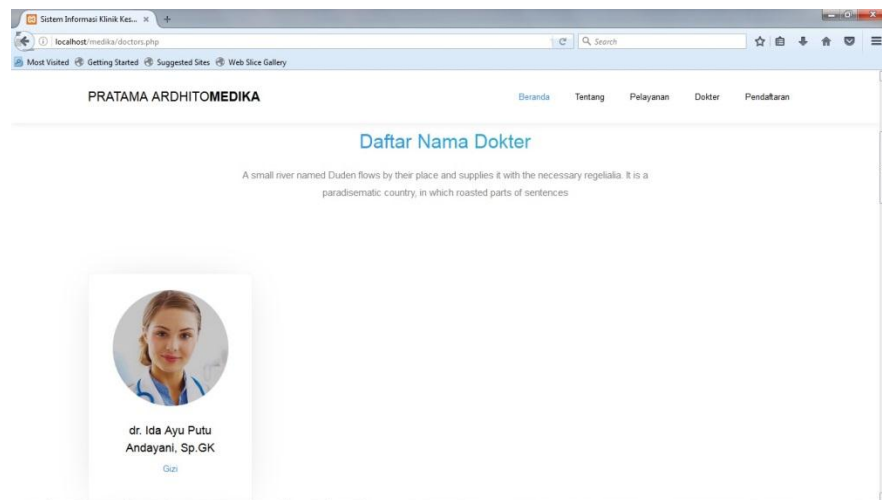 Sistem Informasi Klinik Kes...
localhost/medika/doctors.php
Search
Most Visited Getting Started Suggested Sites Web Slice Gallery
PRATAMA ARDHITOMEDIKA
Beranda Tentang Pelayanan Dokter Pendaftaran
Daftar Nama Dokter
A small river named Duden flows by their place and supplies it with the necessary regelialia. It is a
paradisematic country, in which roasted parts of sentences
dr. Ida Ayu Putu
Andayani, Sp.GK
Gizi